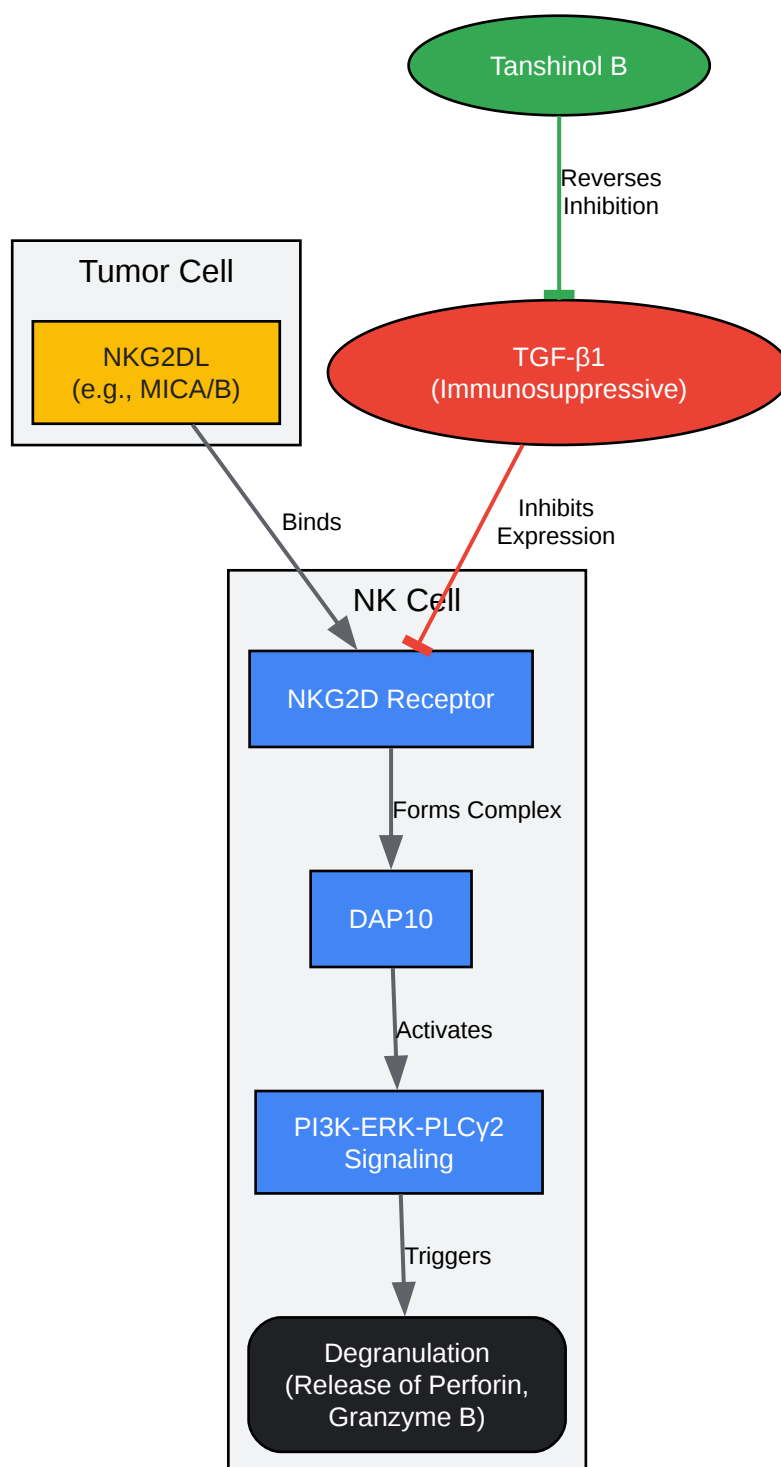 Tanshinol B
Reverses
Inhibition
Tumor Cell
NKG2DL
(e.g., MICA/B)
TGF-β1
(Immunosuppressive)
Binds
Inhibits
Expression
NK Cell
NKG2D Receptor
Forms Complex
DAP10
Activates
PI3K-ERK-PLCγ2
Signaling
Triggers
Degranulation
(Release of Perforin,
Granzyme B)